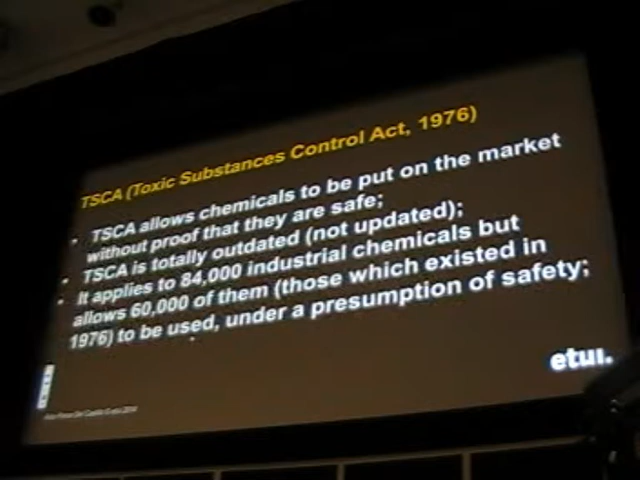 TSCA (Toxic Substances Control Act, 1976)
• TSCA allows chemicals to be put on the market
without proof that they are safe;
• TSCA is totally outdated (not updated);
• It applies to 84,000 industrial chemicals but
allows 60,000 of them (those which existed in
1976) to be used, under a presumption of safety;
etui.